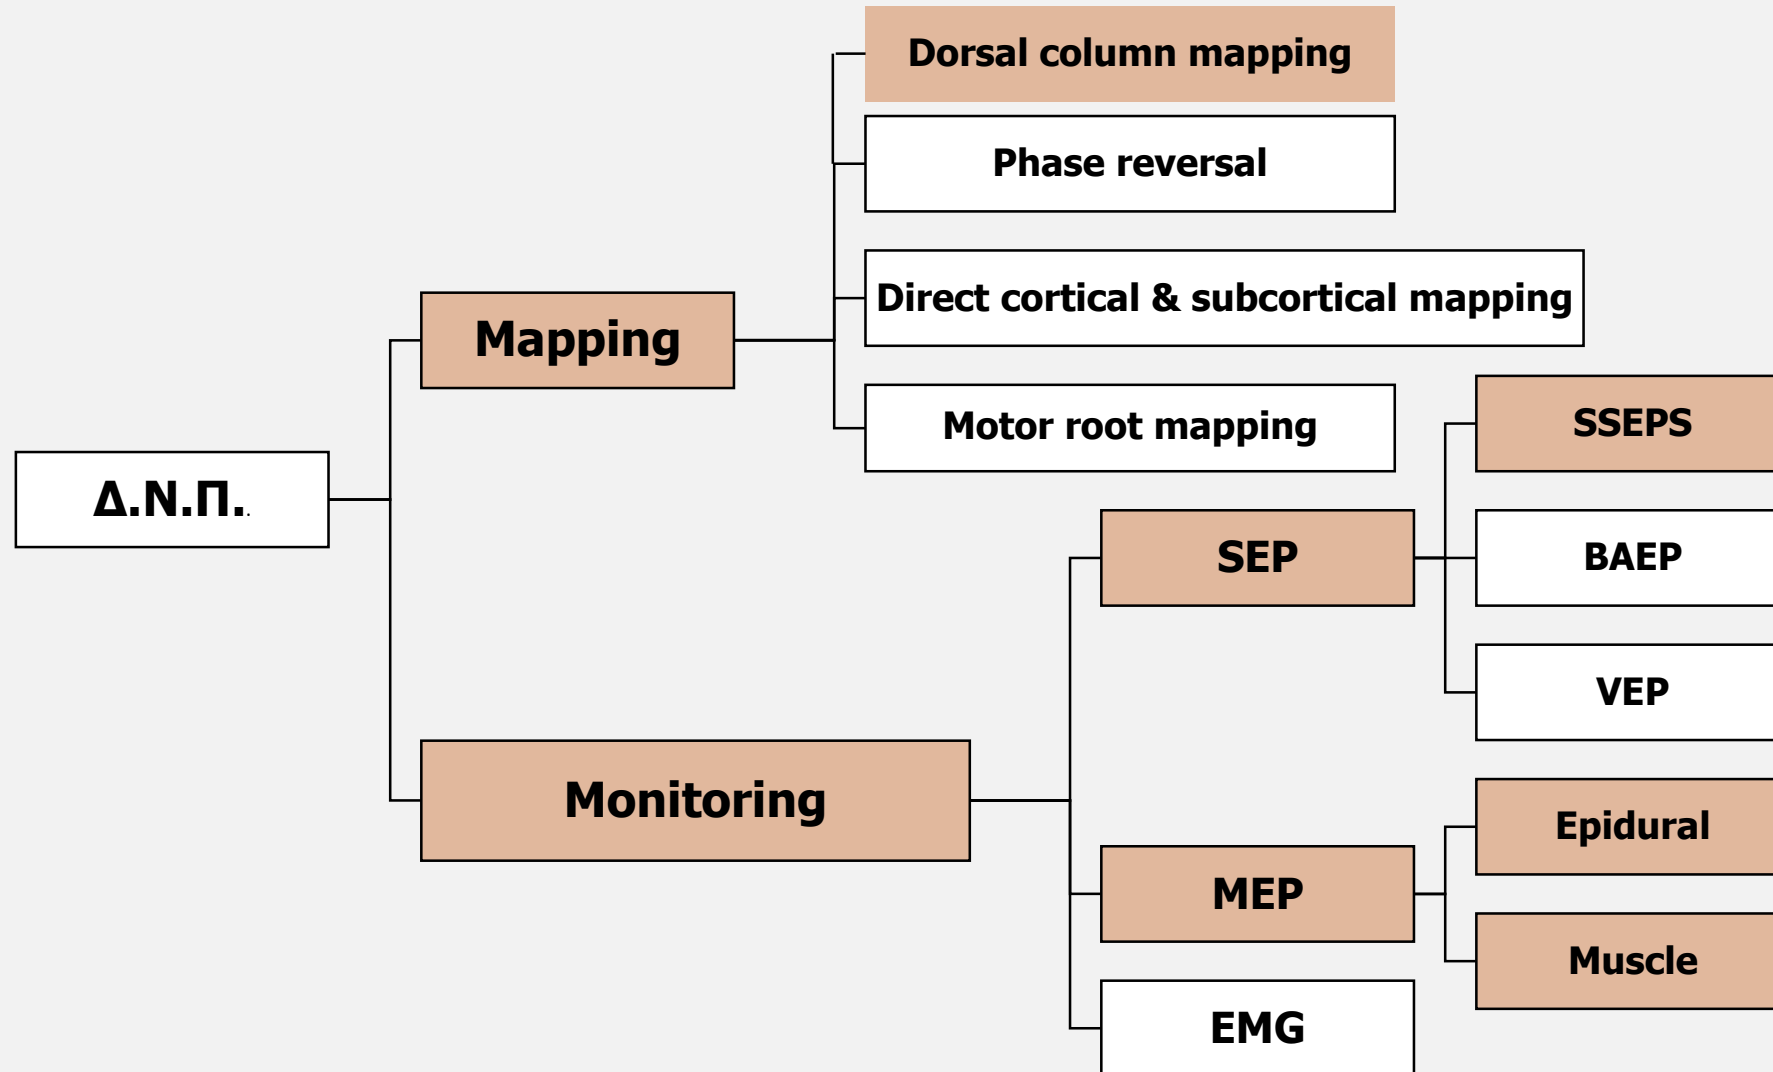 Dorsal column mapping
Phase reversal
Direct cortical & subcortical mapping
Mapping
Motor root mapping
SSEPS
Δ.Ν.Π..
SEP
BAEP
VEP
Monitoring
Epidural
MEP
Muscle
EMG